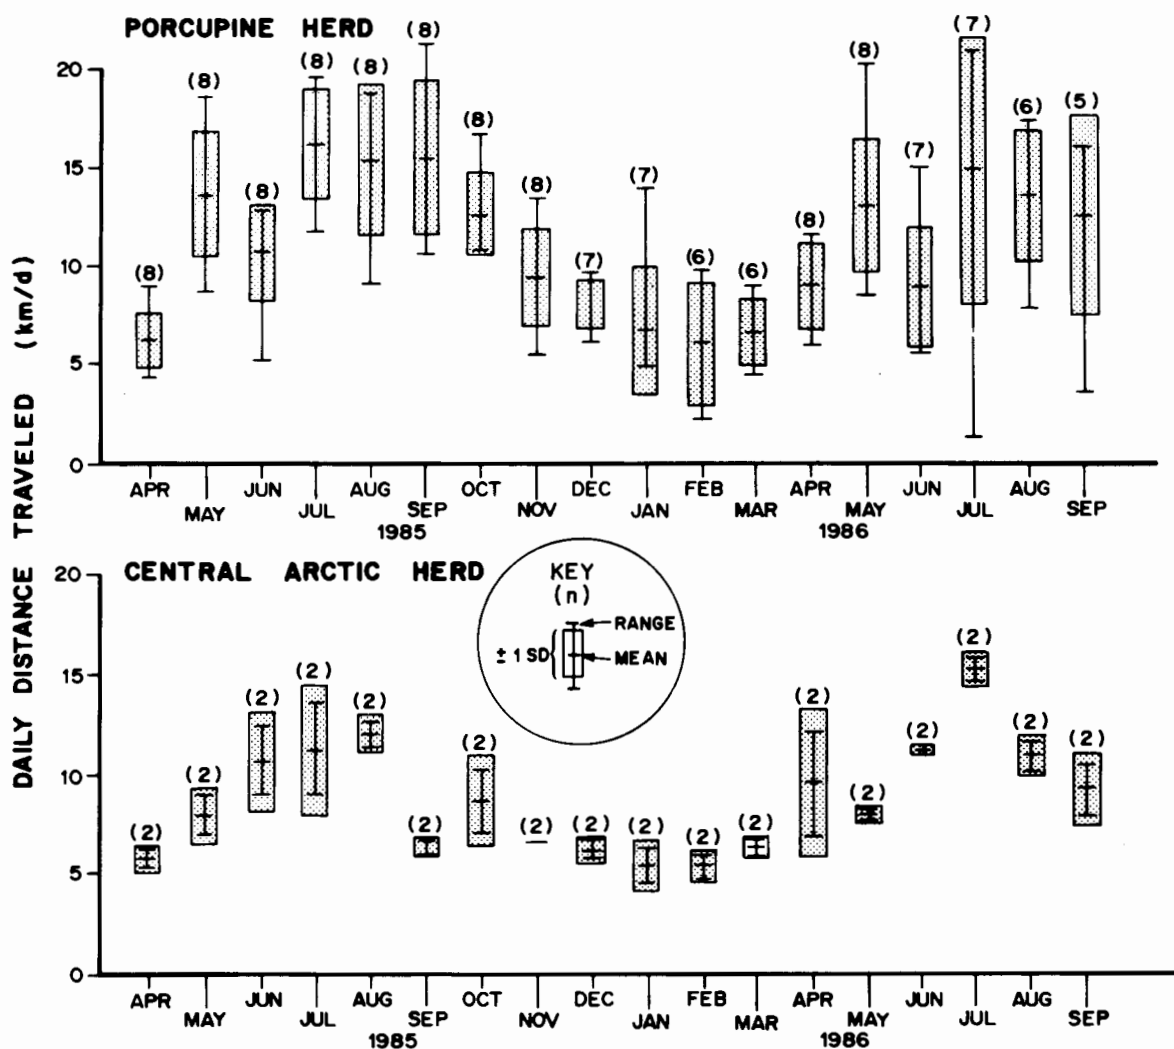 PORCUPINE HERD
(8) (8) (8) (8) (8) (8) (8) (8) (7) (7) (6) (6) (8) (8) (7) (7) (6) (5)
20
15
10
5
0
APR MAY JUN JUL AUG SEP OCT NOV DEC JAN FEB MAR APR MAY JUN JUL AUG SEP
1985 1986
DAILY DISTANCE TRAVELED (km/d)
CENTRAL ARCTIC HERD
KEY
(n)
RANGE
± 1 SD
MEAN
(2) (2) (2) (2) (2) (2) (2) (2) (2) (2) (2) (2) (2) (2) (2) (2) (2) (2)
20
15
10
5
0
APR MAY JUN JUL AUG SEP OCT NOV DEC JAN FEB MAR APR MAY JUN JUL AUG SEP
1985 1986